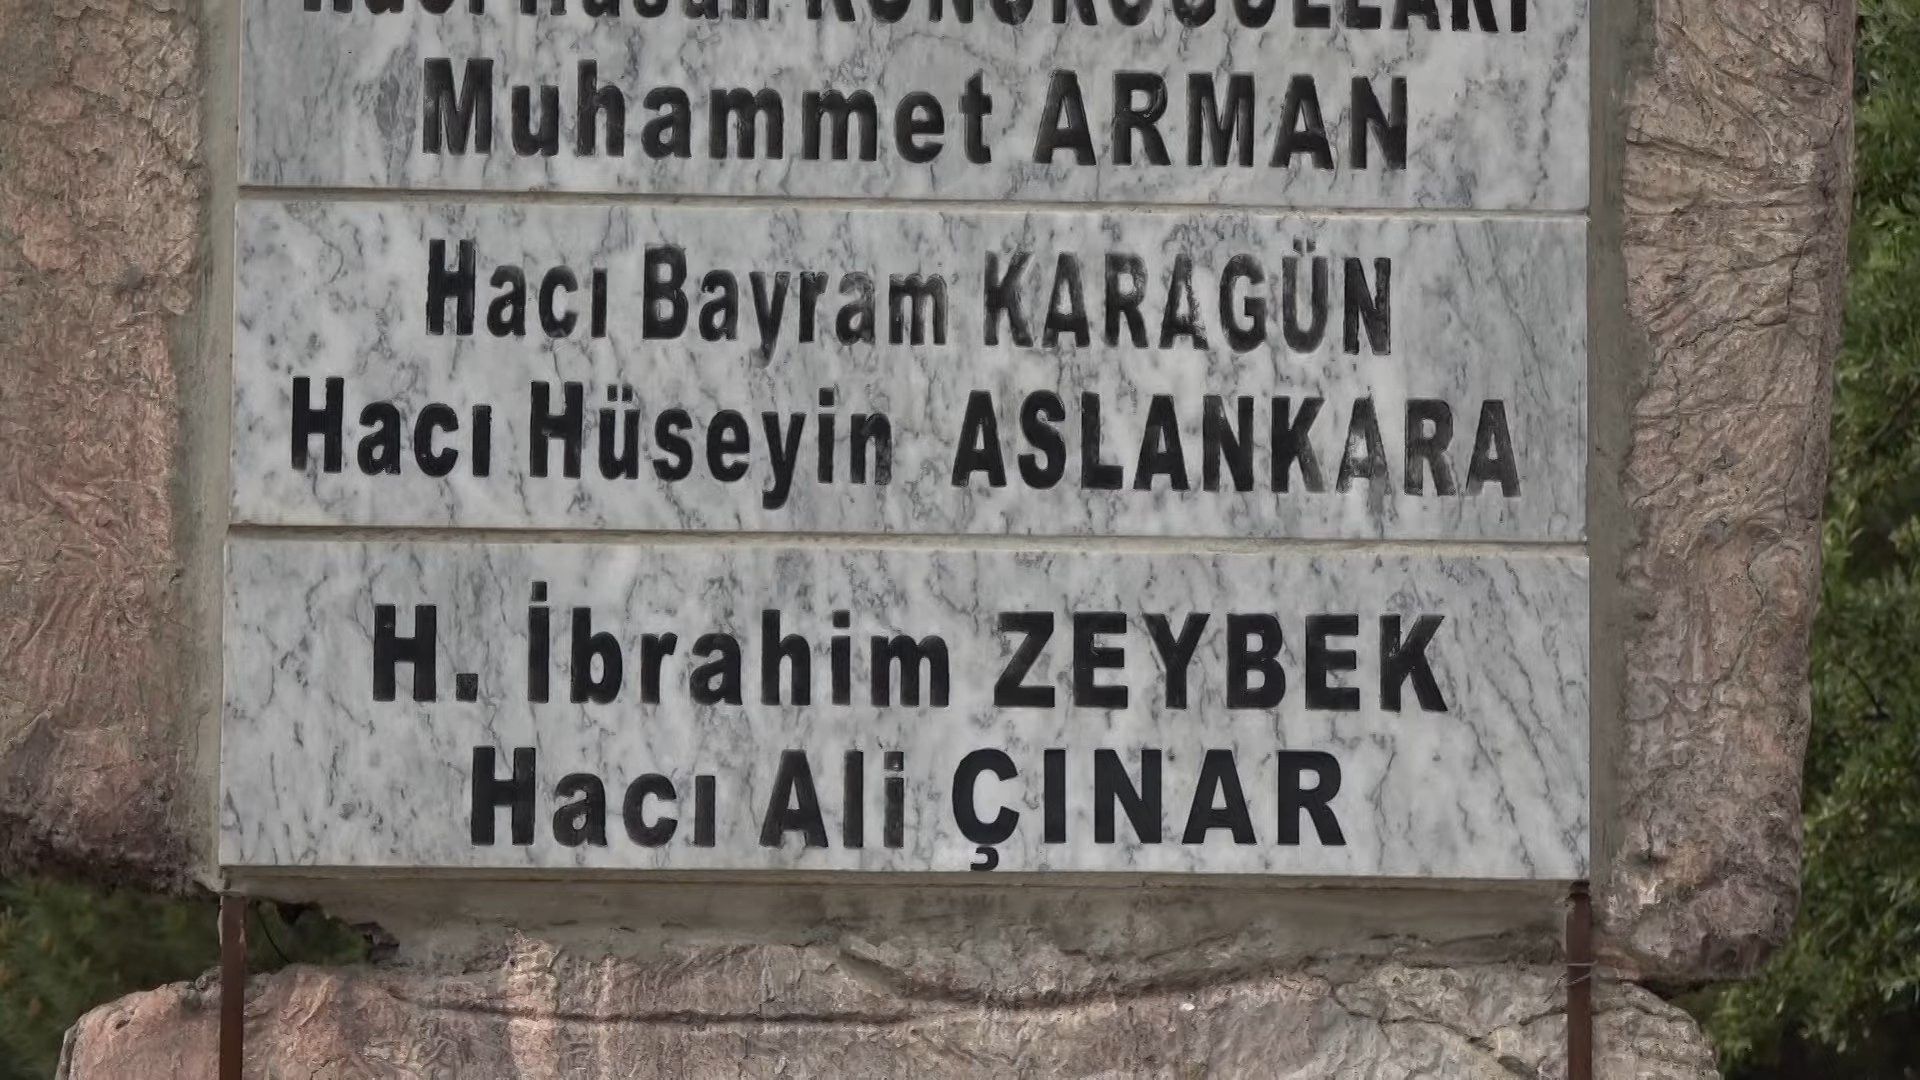 Muhammet ARMAN
Hacı Bayram KARAGÜN
Hacı Hüseyin ASLANKARA
H. İbrahim ZEYBEK
Hacı Ali ÇINAR